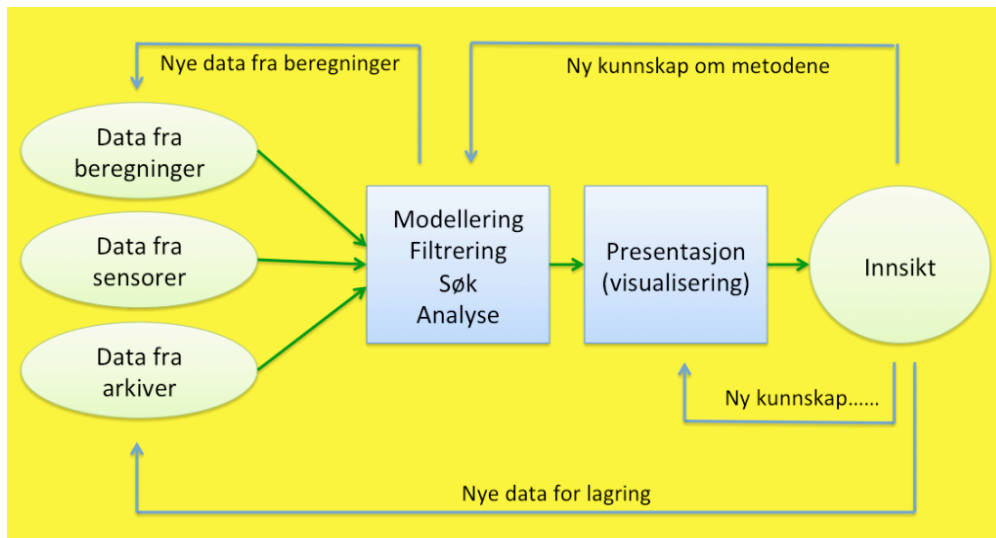 Nye data fra beregninger
Ny kunnskap om metodene
Data fra
beregninger
Data fra
sensorer
Data fra
arkiver
Modellering
Filtrering
Søk
Analyse
Presentasjon
(visualisering)
Innsikt
Ny kunnskap......
Nye data for lagring